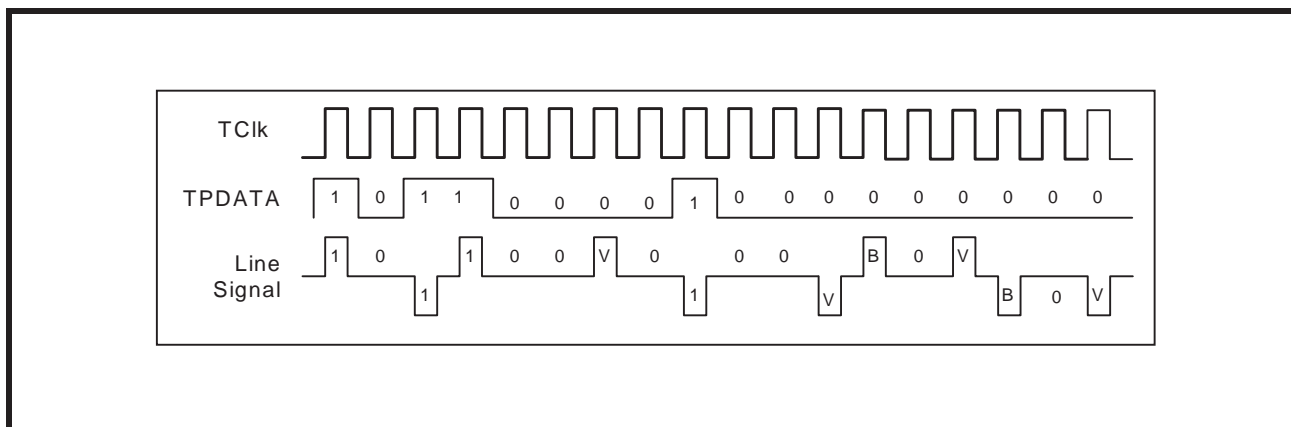 TClk
TPDATA 1 0 1 1 0 0 0 0 1 0 0 0 0 0 0 0 0 0
Line Signal 1 0 1 1 0 0 V 0 1 0 0 V B 0 V B 0 V